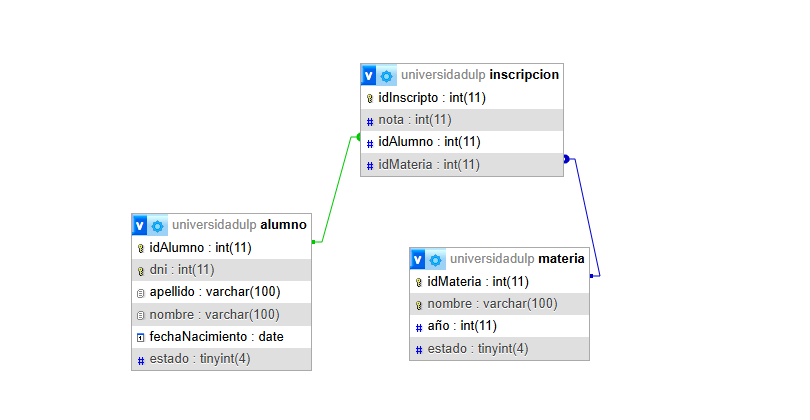 v universidadulp inscripcion
idInscripto : int(11)
# nota : int(11)
# idAlumno : int(11)
# idMateria : int(11)
v universidadulp alumno
idAlumno : int(11)
dni : int(11)
apellido : varchar(100)
nombre : varchar(100)
fechaNacimiento : date
# estado : tinyint(4)
v universidadulp materia
idMateria : int(11)
nombre : varchar(100)
# año : int(11)
# estado : tinyint(4)